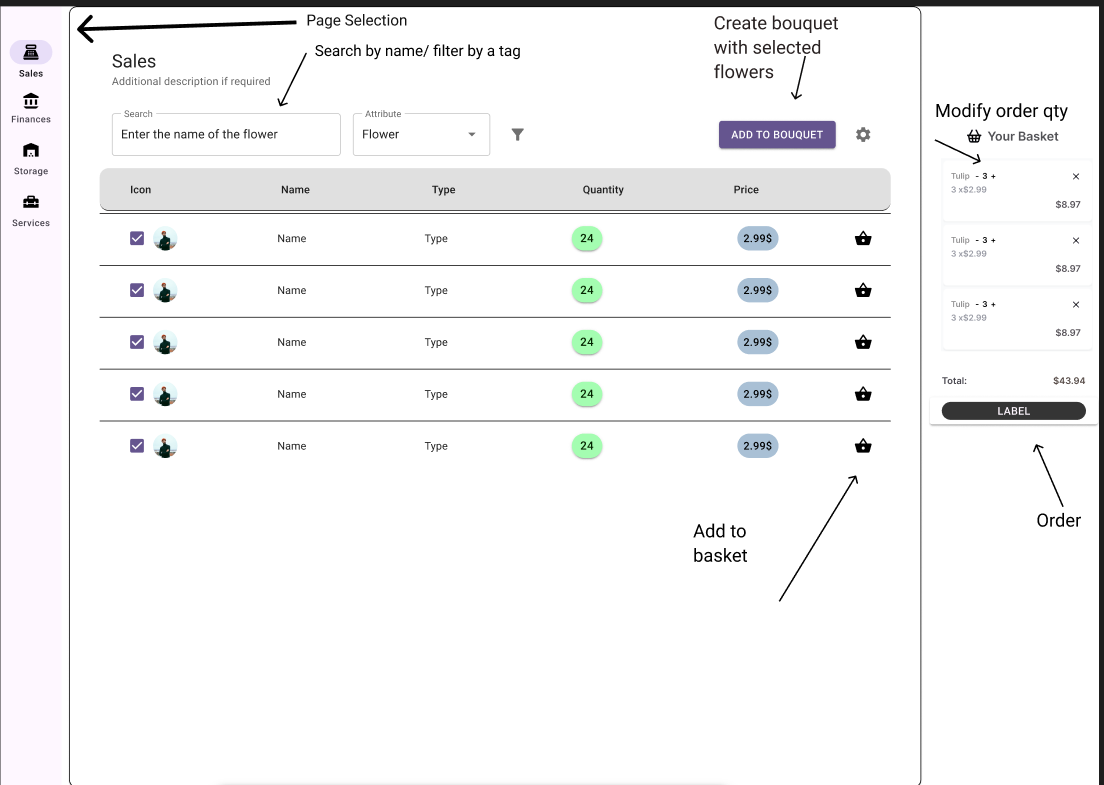 Page Selection
Search by name/ filter by a tag
Create bouquet
with selected
flowers
Sales
Finances
Storage
Services
Sales
Additional description if required
Search
Enter the name of the flower
Attribute
Flower
ADD TO BOUQUET
Icon Name Type Quantity Price
Name Type 24 2.99$
Name Type 24 2.99$
Name Type 24 2.99$
Name Type 24 2.99$
Name Type 24 2.99$
Add to
basket
Modify order qty
Your Basket
Tulip - 3 +
3 x$2.99
$8.97
Tulip - 3 +
3 x$2.99
$8.97
Tulip - 3 +
3 x$2.99
$8.97
Total: $43.94
LABEL
Order